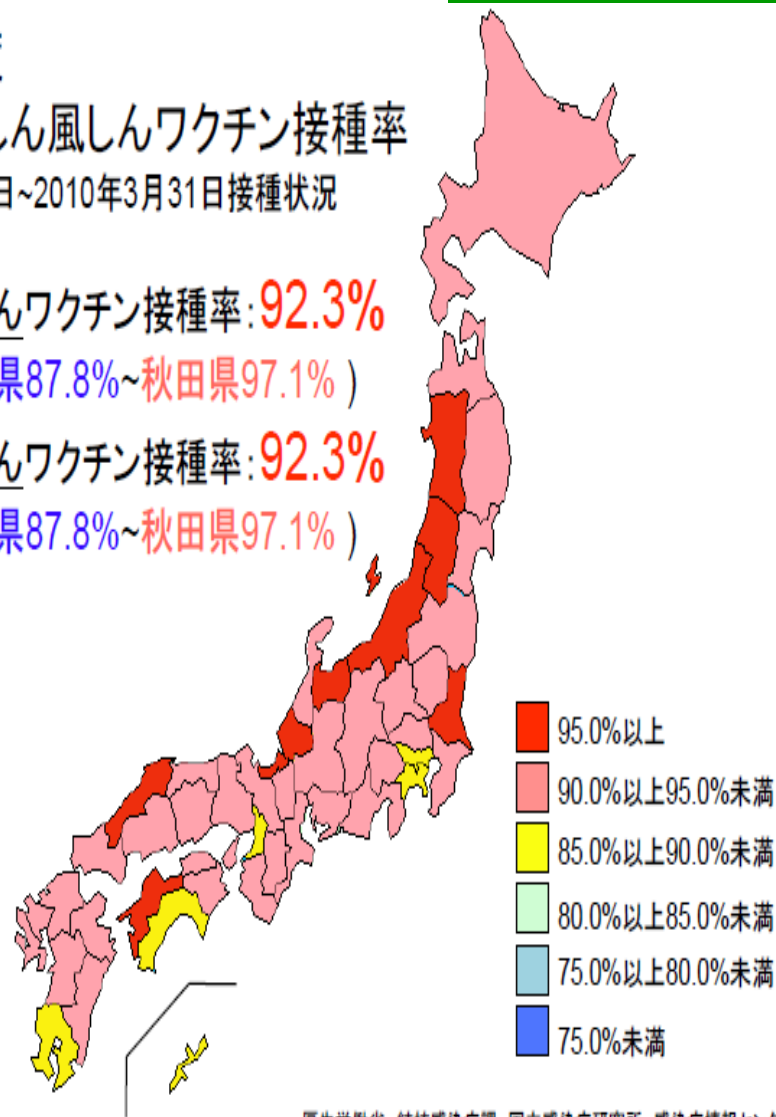 しん風しんワクチン接種率
日~2010年3月31日接種状況
んワクチン接種率:92.3%
県87.8%~秋田県97.1% )
んワクチン接種率:92.3%
県87.8%~秋田県97.1% )
95.0%以上
90.0%以上95.0%未満
85.0%以上90.0%未満
80.0%以上85.0%未満
75.0%以上80.0%未満
75.0%未満